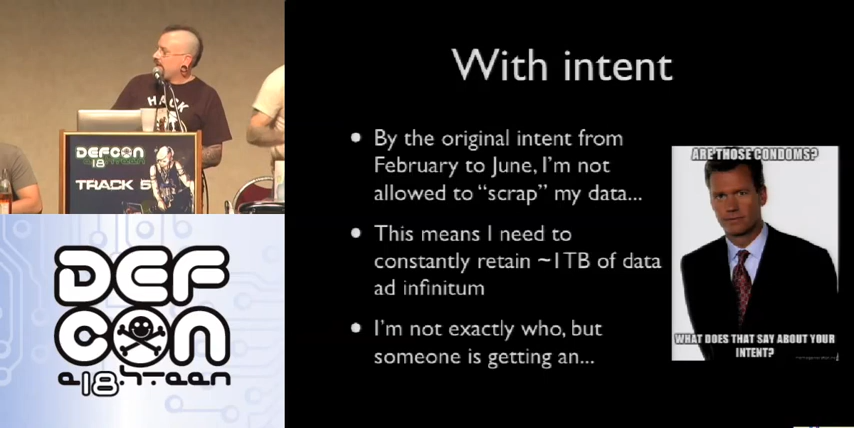 HACK
DEFCON
18
TRACK 5
DEF
CON
With intent
By the original intent from
February to June, I'm not
allowed to “scrap” my data...
This means I need to
constantly retain ~1TB of data
ad infinitum
I'm not exactly who, but
someone is getting an...
ARE THOSE CONDOMS?
WHAT DOES THAT SAY ABOUT YOUR
INTENT?